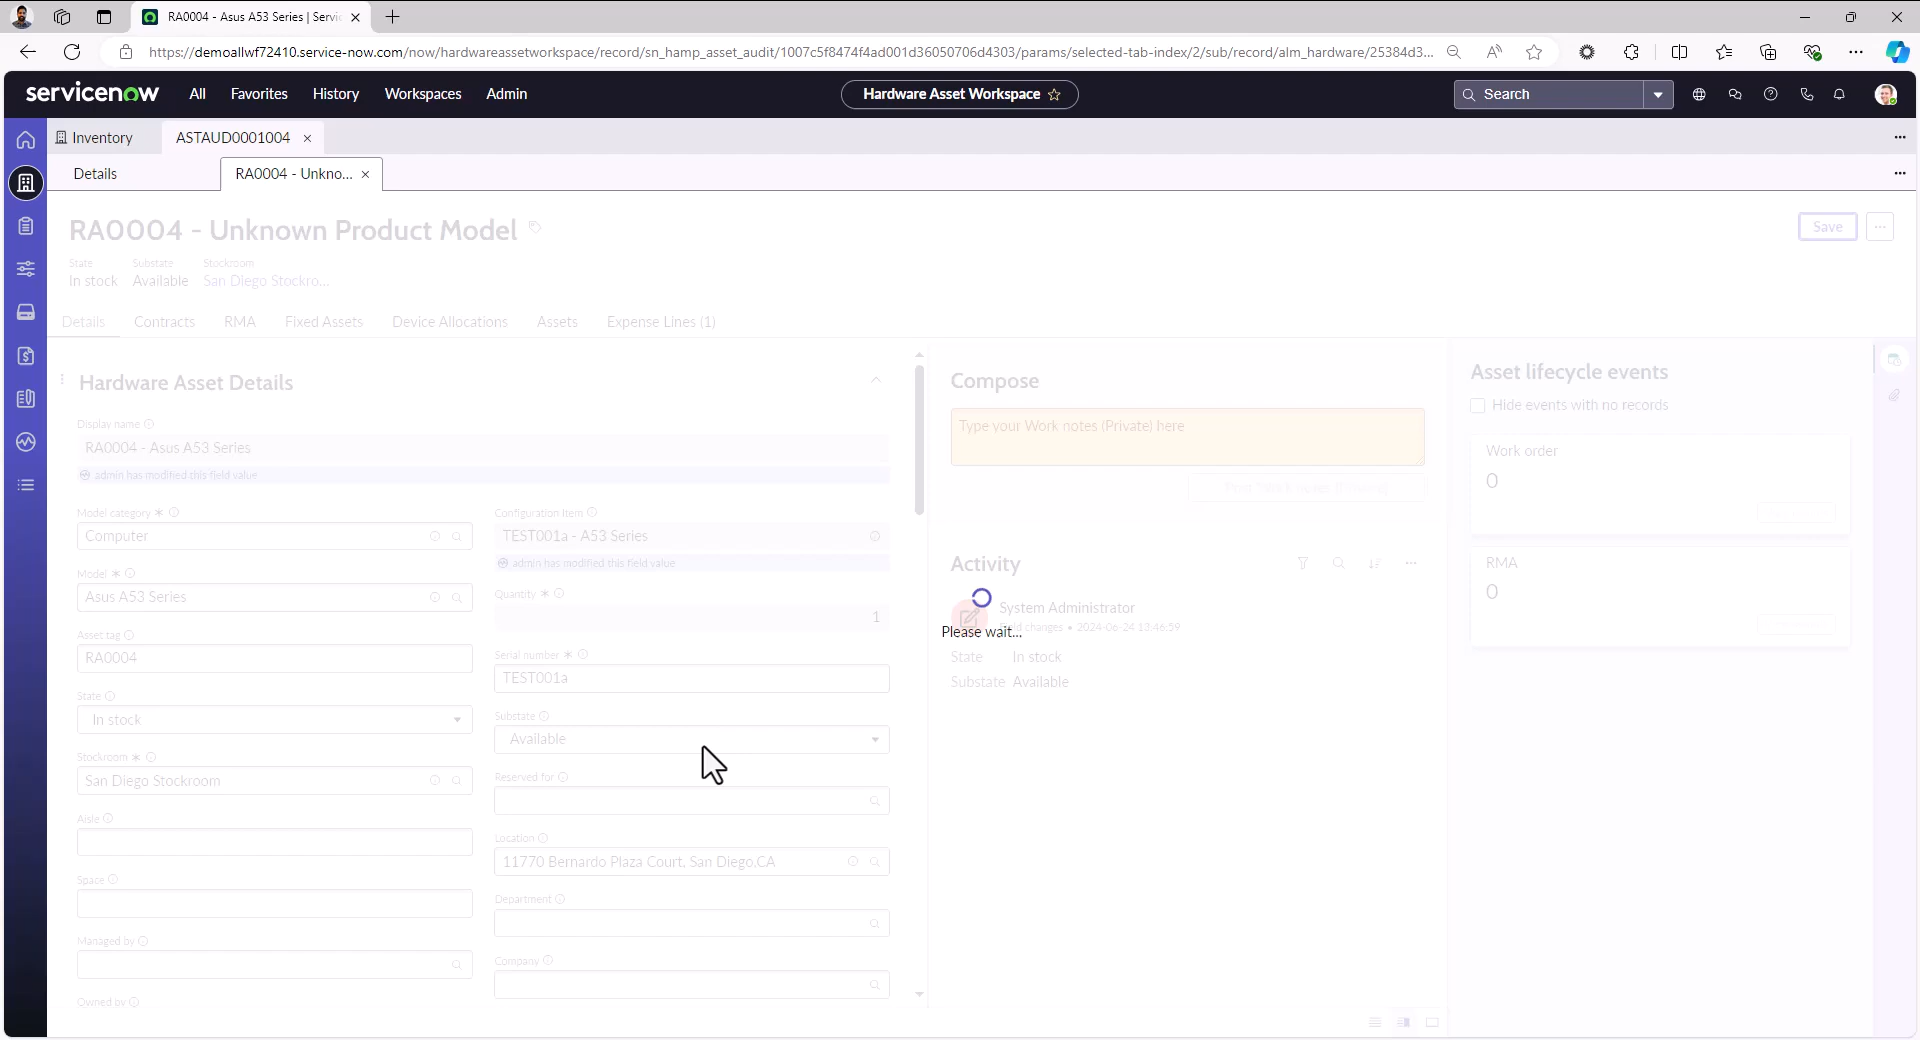 RA0004 - Asus A53 Series | Servic
https://demoallwf72410.service-now.com/now/hardwareassetworkspace/record/sn_hamp_asset_audit/1007c5f8474f4ad001d36050706d4303/params/selected-tab-index/2/sub/record/alm_hardware/25384d3...
servicenow All Favorites History Workspaces Admin Hardware Asset Workspace Search
Inventory ASTAUD0001004
Details RA0004 - Unkno...
RA0004 - Unknown Product Model
Save
State Substate Stockroom
In stock Available San Diego Stockro...
Details Contracts RMA Fixed Assets Device Allocations Assets Expense Lines (1)
Hardware Asset Details
Display name
RA0004 - Asus A53 Series
admin has modified this field value
Model category
Computer
Model
Asus A53 Series
Asset tag
RA0004
State
In stock
Stockroom
San Diego Stockroom
Aisle
Space
Managed by
Owned by
Configuration Item
TEST001a - A53 Series
admin has modified this field value
Quantity
1
Serial number
TEST001a
Substate
Available
Reserved for
Location
11770 Bernardo Plaza Court, San Diego,CA
Department
Company
Compose
Type your Work notes (Private) here
Activity
System Administrator
changes • 2024-06-24 13:46:59
Please wait...
State In stock
Substate Available
Asset lifecycle events
Hide events with no records
Work order
0
RMA
0